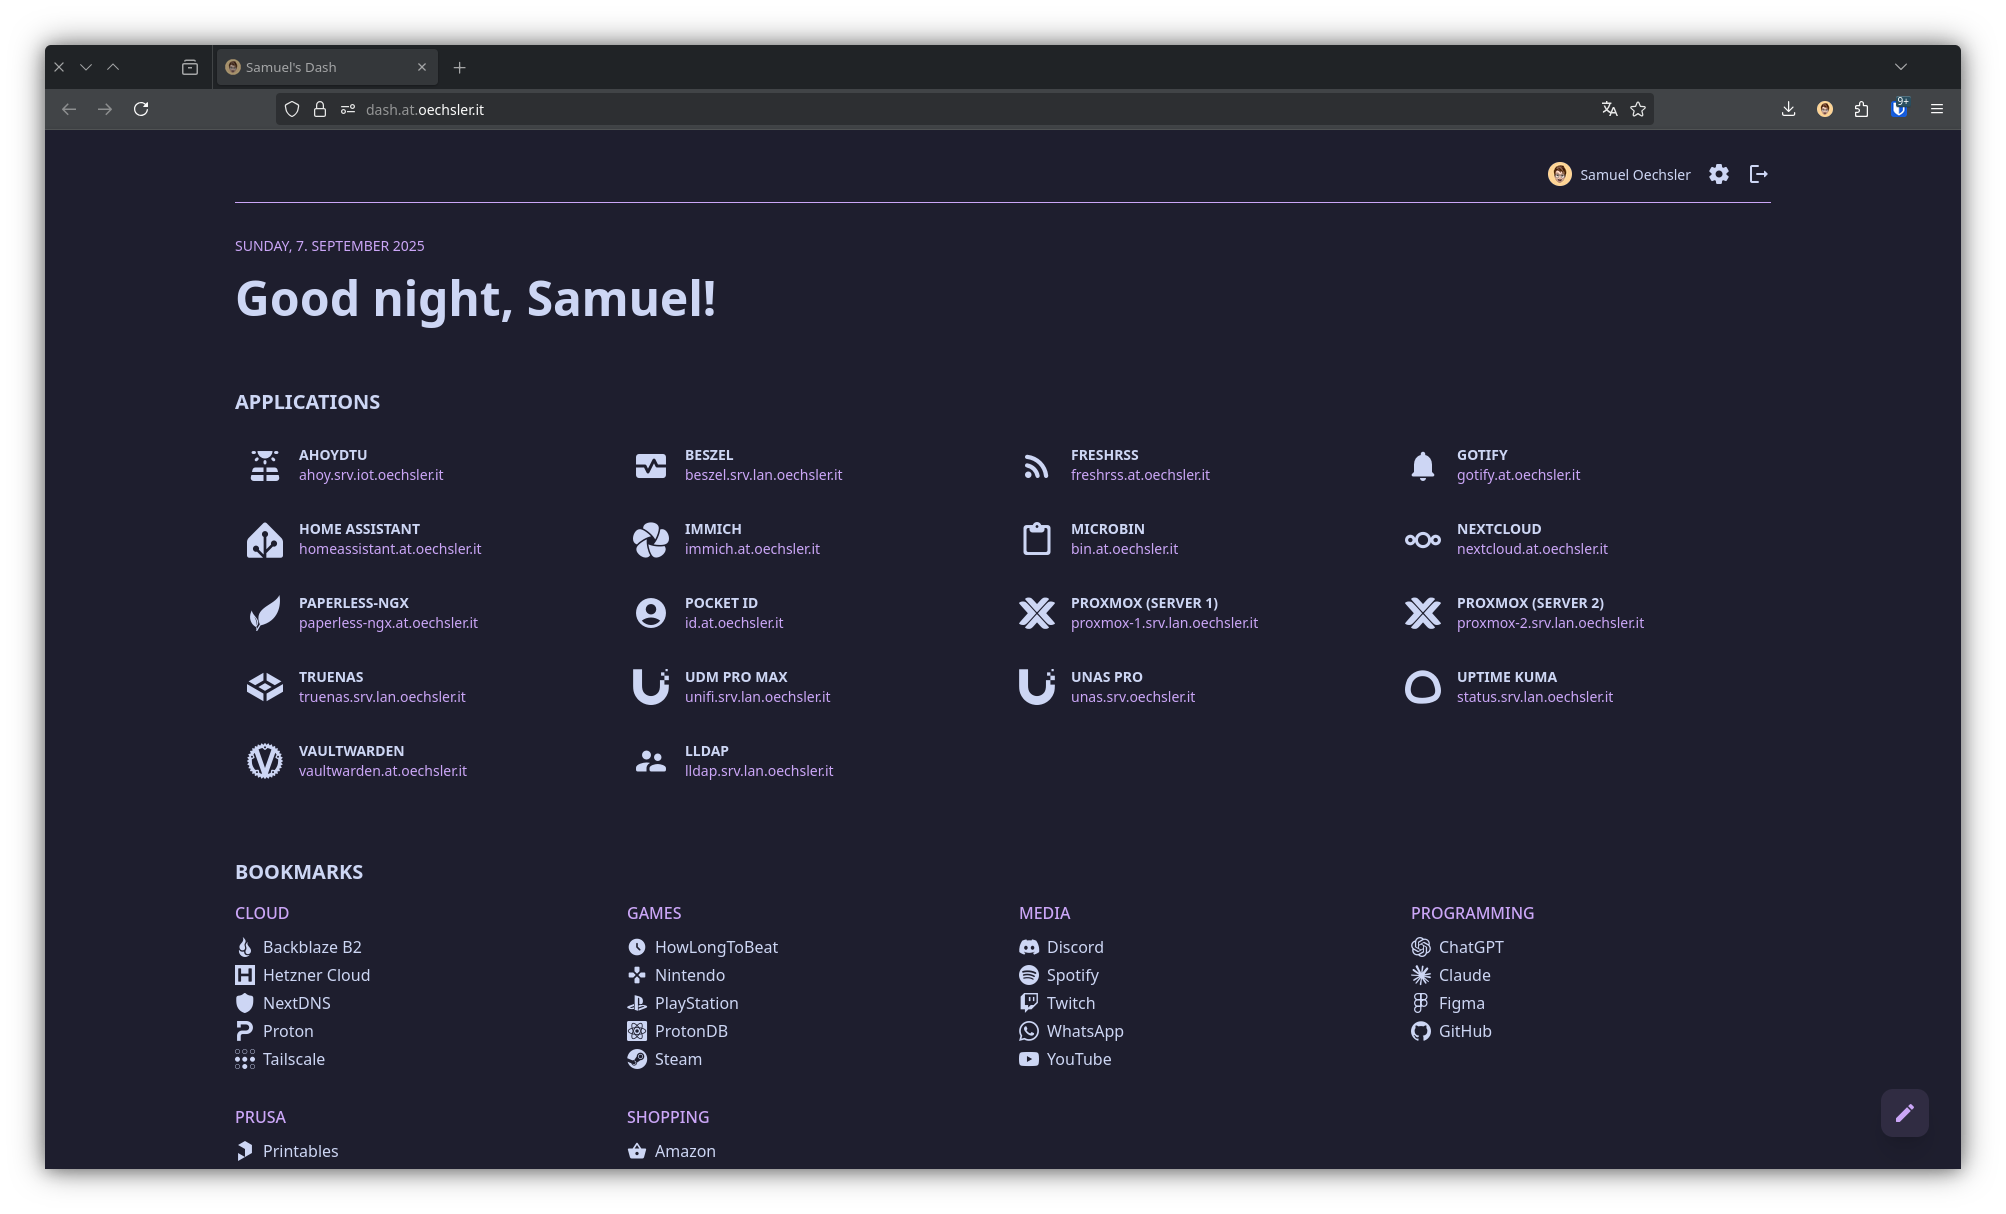 Samuel's Dash
dash.at.oechsler.it
9+
Samuel Oechsler
SUNDAY, 7. SEPTEMBER 2025
Good night, Samuel!
APPLICATIONS
AHOYDTU
ahoy.srv.iot.oechsler.it
BESZEL
beszel.srv.lan.oechsler.it
FRESHRSS
freshrss.at.oechsler.it
GOTIFY
gotify.at.oechsler.it
HOME ASSISTANT
homeassistant.at.oechsler.it
IMMICH
immich.at.oechsler.it
MICROBIN
bin.at.oechsler.it
NEXTCLOUD
nextcloud.at.oechsler.it
PAPERLESS-NGX
paperless-ngx.at.oechsler.it
POCKET ID
id.at.oechsler.it
PROXMOX (SERVER 1)
proxmox-1.srv.lan.oechsler.it
PROXMOX (SERVER 2)
proxmox-2.srv.lan.oechsler.it
TRUENAS
truenas.srv.lan.oechsler.it
UDM PRO MAX
unifi.srv.lan.oechsler.it
UNAS PRO
unas.srv.oechsler.it
UPTIME KUMA
status.srv.lan.oechsler.it
VAULTWARDEN
vaultwarden.at.oechsler.it
LLDAP
lldap.srv.lan.oechsler.it
BOOKMARKS
CLOUD
Backblaze B2
Hetzner Cloud
NextDNS
Proton
Tailscale
GAMES
HowLongToBeat
Nintendo
PlayStation
ProtonDB
Steam
MEDIA
Discord
Spotify
Twitch
WhatsApp
YouTube
PROGRAMMING
ChatGPT
Claude
Figma
GitHub
PRUSA
Printables
SHOPPING
Amazon